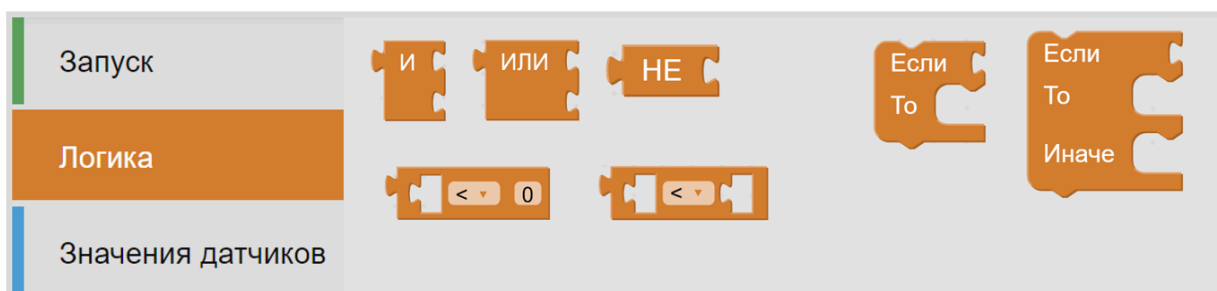 Запуск
Логика
Значения датчиков
И
ИЛИ
НЕ
< 0
<
Если
То
Если
То
Иначе